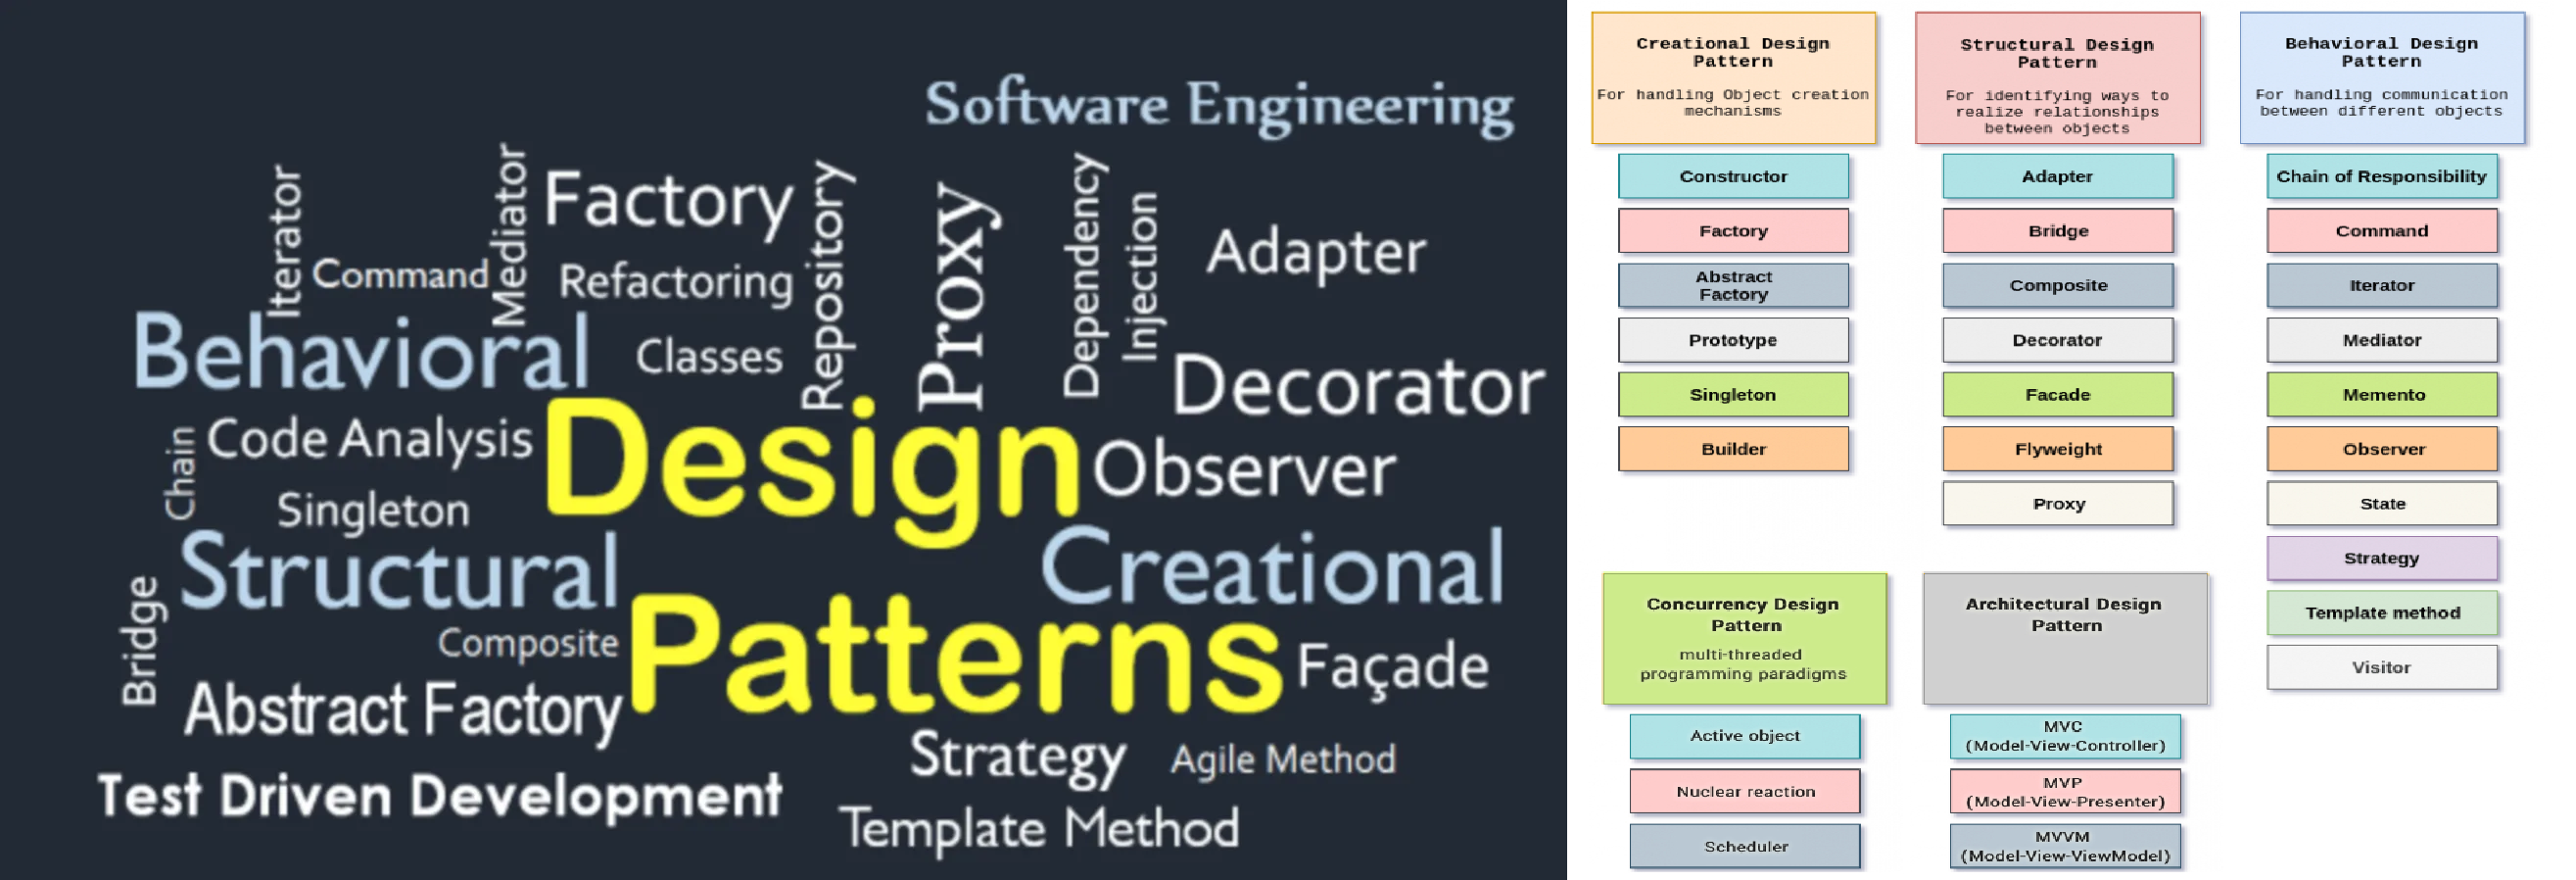 Software Engineering
Iterator
Command
Mediator
Factory
Refactoring
Repository
Proxy
Dependency
Injection
Adapter
Behavioral
Classes
Decorator
Chain
Code Analysis
Design
Observer
Singleton
Structural
Creational
Bridge
Composite
Patterns
Façade
Abstract Factory
Strategy
Agile Method
Test Driven Development
Template Method
Creational Design
Pattern
For handling Object creation
mechanisms
Constructor
Factory
Abstract
Factory
Prototype
Singleton
Builder
Structural Design
Pattern
For identifying ways to
realize relationships
between objects
Adapter
Bridge
Composite
Decorator
Facade
Flyweight
Proxy
Behavioral Design
Pattern
For handling communication
between different objects
Chain of Responsibility
Command
Iterator
Mediator
Memento
Observer
State
Strategy
Template method
Visitor
Concurrency Design
Pattern
multi-threaded
programming paradigms
Active object
Nuclear reaction
Scheduler
Architectural Design
Pattern
MVC
(Model-View-Controller)
MVP
(Model-View-Presenter)
MVVM
(Model-View-ViewModel)